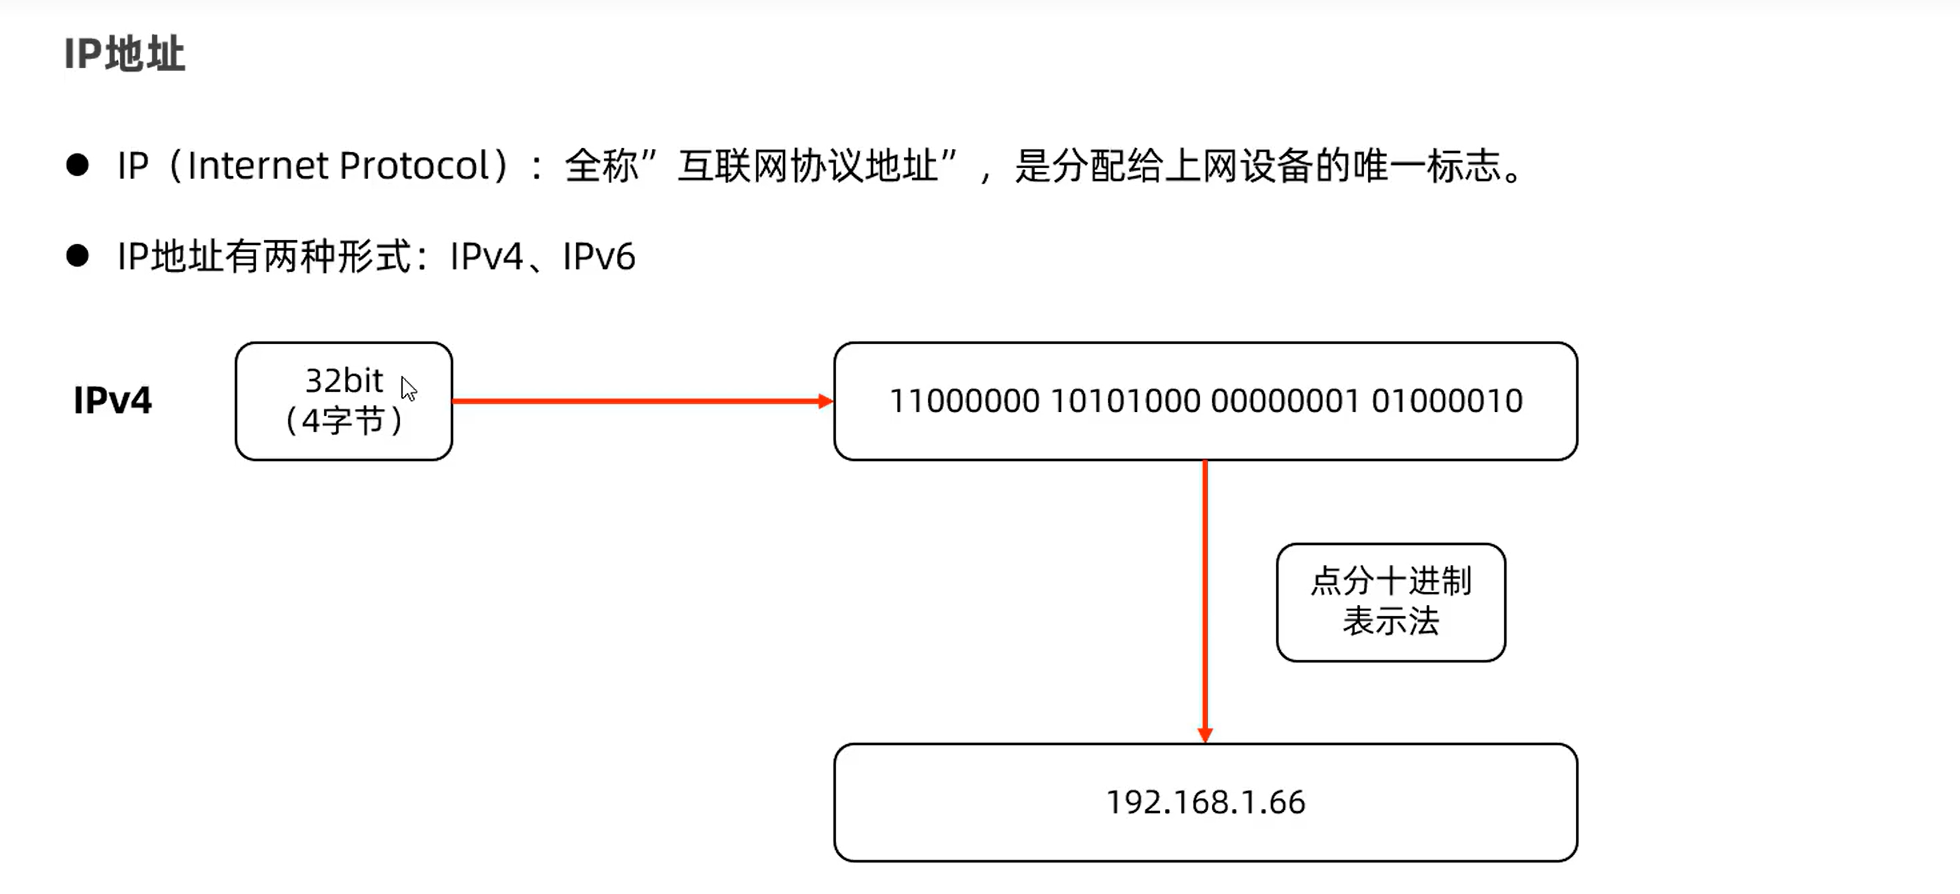 IP地址
IP（Internet Protocol）：全称”互联网协议地址”，是分配给上网设备的唯一标志。
IP地址有两种形式：IPv4、IPv6
IPv4
32bit
（4字节）
11000000 10101000 00000001 01000010
点分十进制
表示法
192.168.1.66